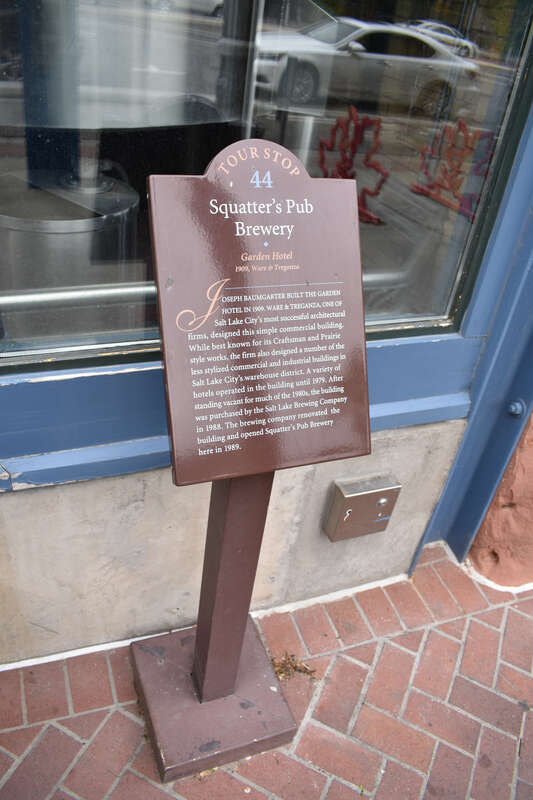 TOUR STOP
44
Squatter's Pub
Brewery
Garden Hotel
1909, Ware & Treganza
JOSEPH BAUMGARTER BUILT THE GARDEN
HOTEL IN 1909. WARE & TREGANZA, ONE OF
Salt Lake City's most successful architectural
firms, designed this simple commercial building.
While best known for its Craftsman and Prairie
style works, the firm also designed a number of the
less stylized commercial and industrial buildings in
Salt Lake City's warehouse district. A variety of
hotels operated in the building until 1979. After
standing vacant for much of the 1980s, the building
was purchased by the Salt Lake Brewing Company
in 1988. The brewing company renovated the
building and opened Squatter's Pub Brewery
here in 1989.